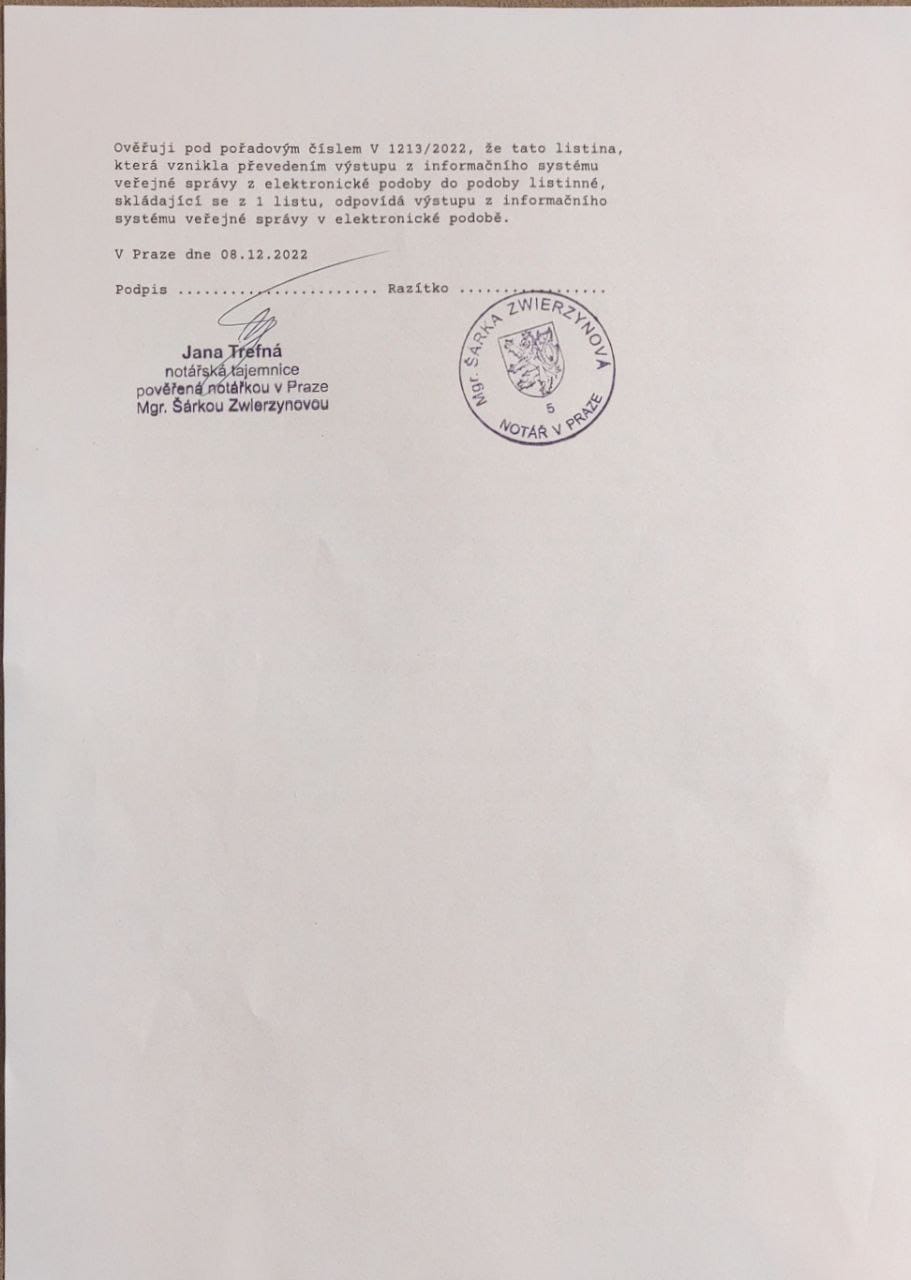 Ověřuji pod pořadovým číslem V 1213/2022, že tato listina,
která vznikla převedením výstupu z informačního systému
veřejné správy z elektronické podoby do podoby listinné,
skládající se z 1 listu, odpovídá výstupu z informačního
systému veřejné správy v elektronické podobě.
V Praze dne 08.12.2022
Podpis ....................... Razítko .................
Jana Trefná
notářská tajemnice
pověřená notářkou v Praze
Mgr. Šárkou Zwierzynovou
Mgr. ŠÁRKA ZWIERZYNOVÁ
5
NOTÁŘ V PRAZE